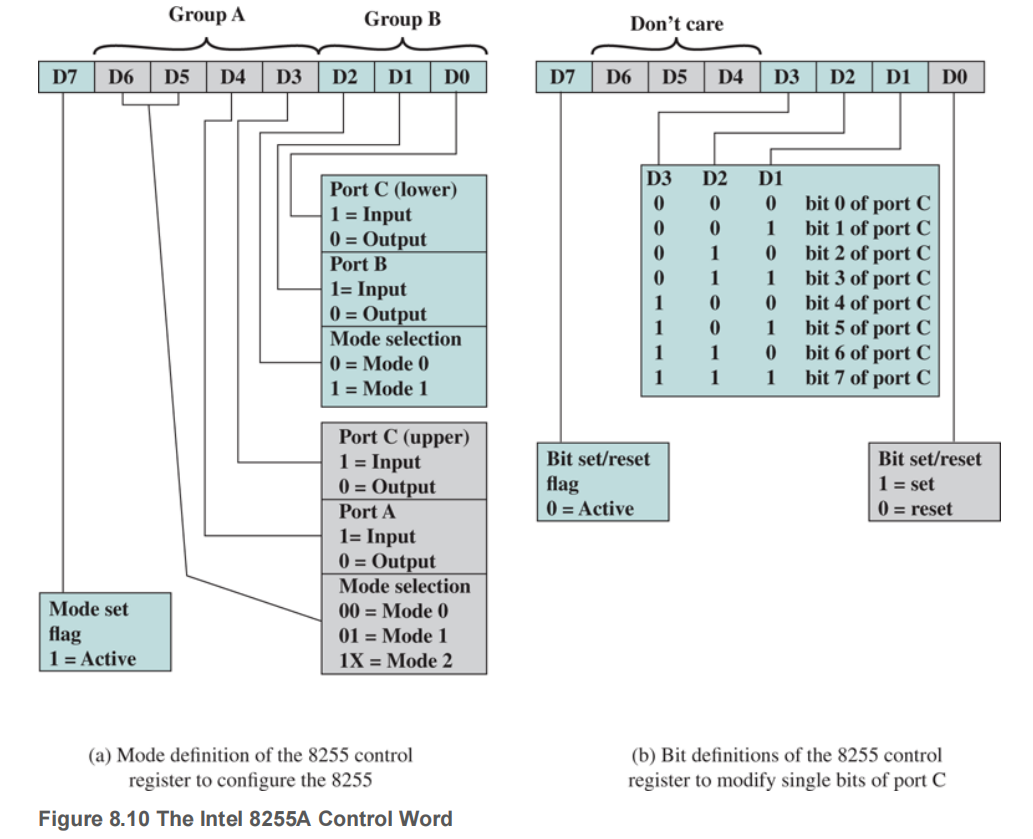 Group A
Group B
D7 D6 D5 D4 D3 D2 D1 D0
Port C (lower)
1 = Input
0 = Output
Port B
1= Input
0 = Output
Mode selection
0 = Mode 0
1 = Mode 1
Port C (upper)
1 = Input
0 = Output
Port A
1= Input
0 = Output
Mode selection
00 = Mode 0
01 = Mode 1
1X = Mode 2
Mode set
flag
1 = Active
(a) Mode definition of the 8255 control
register to configure the 8255
Don't care
D7 D6 D5 D4 D3 D2 D1 D0
D3 D2 D1
0 0 0 bit 0 of port C
0 0 1 bit 1 of port C
0 1 0 bit 2 of port C
0 1 1 bit 3 of port C
1 0 0 bit 4 of port C
1 0 1 bit 5 of port C
1 1 0 bit 6 of port C
1 1 1 bit 7 of port C
Bit set/reset
flag
0 = Active
Bit set/reset
1 = set
0 = reset
(b) Bit definitions of the 8255 control
register to modify single bits of port C
Figure 8.10 The Intel 8255A Control Word